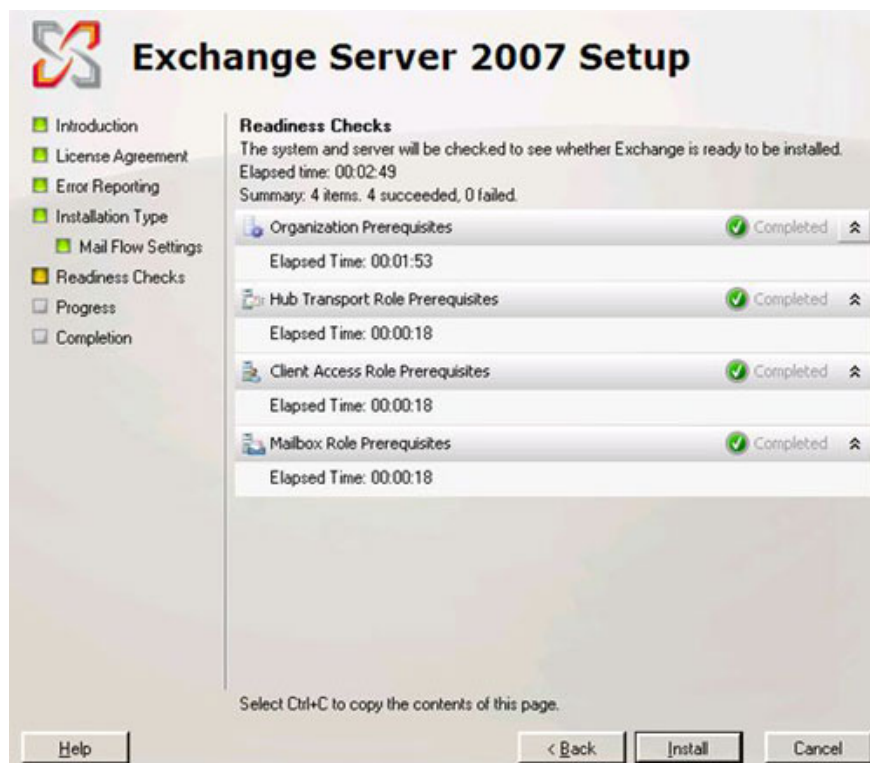 Exchange Server 2007 Setup
Introduction
License Agreement
Error Reporting
Installation Type
Mail Flow Settings
Readiness Checks
Progress
Completion
Readiness Checks
The system and server will be checked to see whether Exchange is ready to be installed.
Elapsed time: 00:02:49
Summary: 4 items. 4 succeeded, 0 failed.
Organization Prerequisites Completed
Elapsed Time: 00:01:53
Hub Transport Role Prerequisites Completed
Elapsed Time: 00:00:18
Client Access Role Prerequisites Completed
Elapsed Time: 00:00:18
Mailbox Role Prerequisites Completed
Elapsed Time: 00:00:18
Select Ctrl+C to copy the contents of this page.
Help < Back Install Cancel